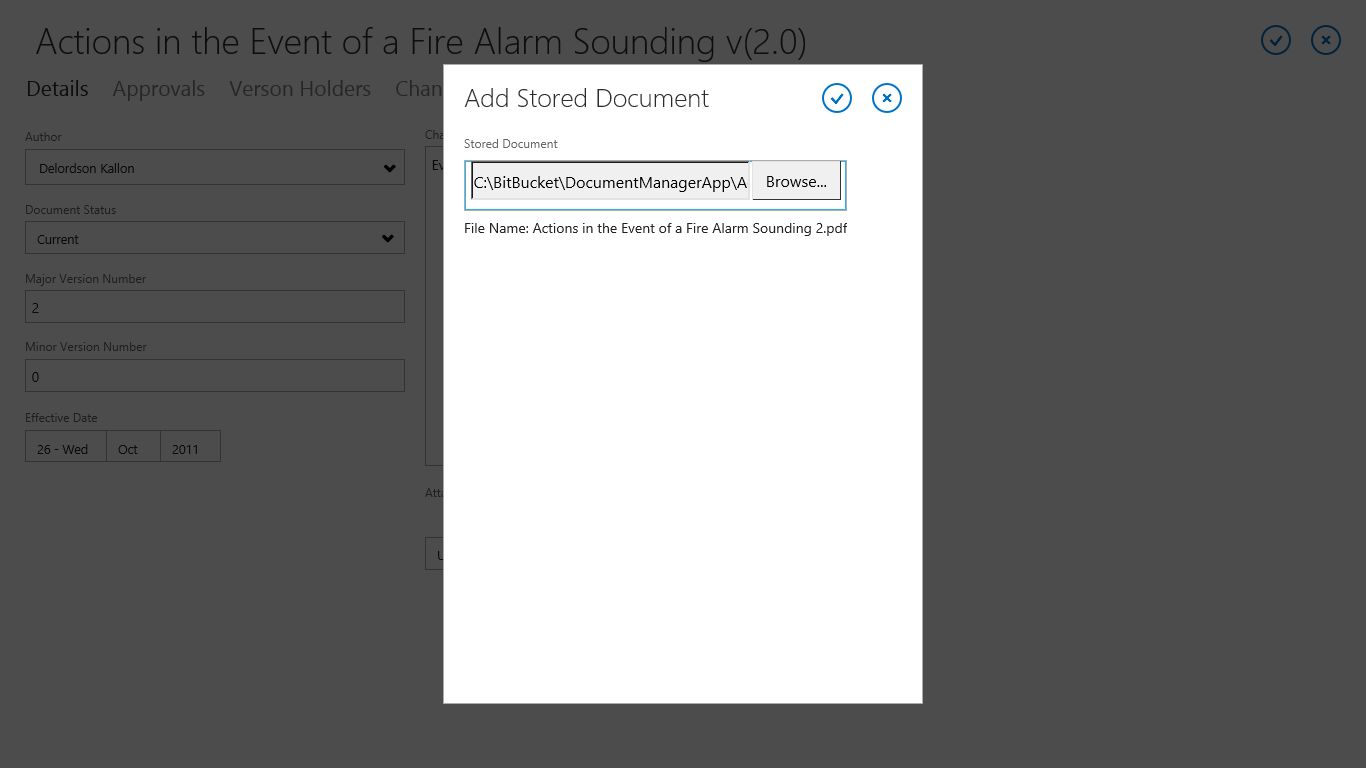 Actions in the Event of a Fire Alarm Sounding v(2.0)
Details Approvals Verson Holders Chan
Author
Delordson Kallon
Document Status
Current
Major Version Number
2
Minor Version Number
0
Effective Date
26 - Wed Oct 2011
Cha
Ev
Atta
Add Stored Document
Stored Document
C:\BitBucket\DocumentManagerApp\A Browse...
File Name: Actions in the Event of a Fire Alarm Sounding 2.pdf